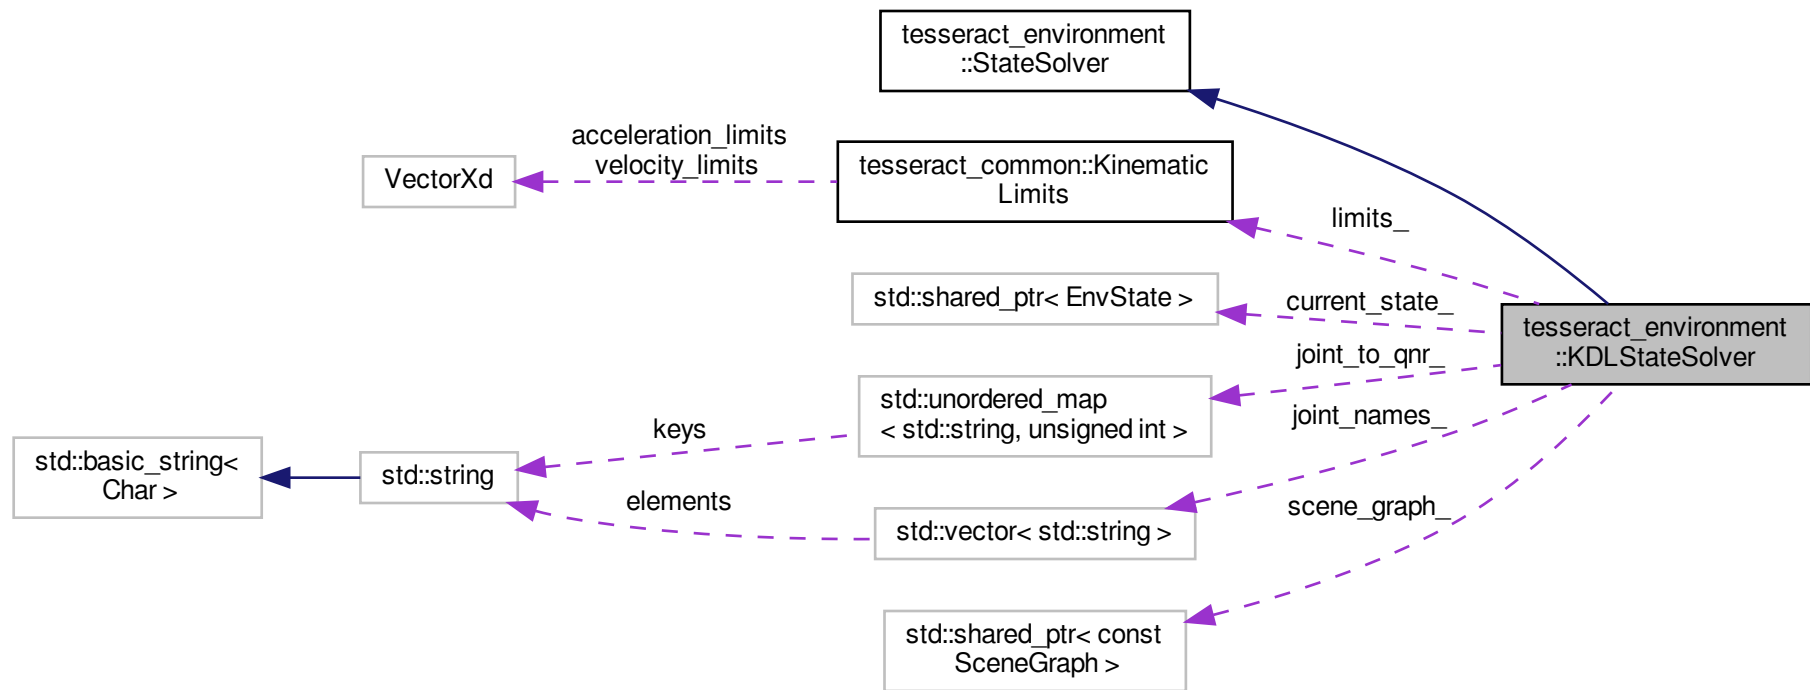 tesseract_environment
::StateSolver
acceleration_limits
velocity_limits
VectorXd
tesseract_common::Kinematic
Limits
limits_
std::shared_ptr< EnvState >
current_state_
tesseract_environment
::KDLStateSolver
joint_to_qnr_
std::unordered_map
< std::string, unsigned int >
keys
joint_names_
std::basic_string<
Char >
std::string
elements
std::vector< std::string >
scene_graph_
std::shared_ptr< const
SceneGraph >